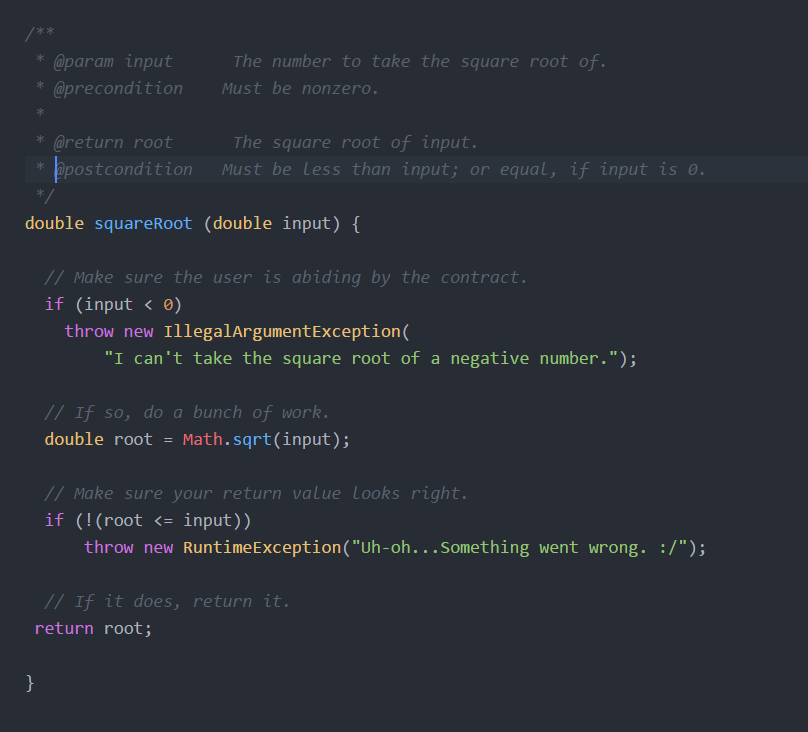 /**
 * @param input      The number to take the square root of.
 * @precondition    Must be nonzero.
 *
 * @return root      The square root of input.
 * @postcondition   Must be less than input; or equal, if input is 0.
 */
double squareRoot (double input) {
  // Make sure the user is abiding by the contract.
  if (input < 0)
    throw new IllegalArgumentException(
        "I can't take the square root of a negative number.");
  // If so, do a bunch of work.
  double root = Math.sqrt(input);
  // Make sure your return value looks right.
  if (!(root <= input))
      throw new RuntimeException("Uh-oh...Something went wrong. :/");
  // If it does, return it.
 return root;
}